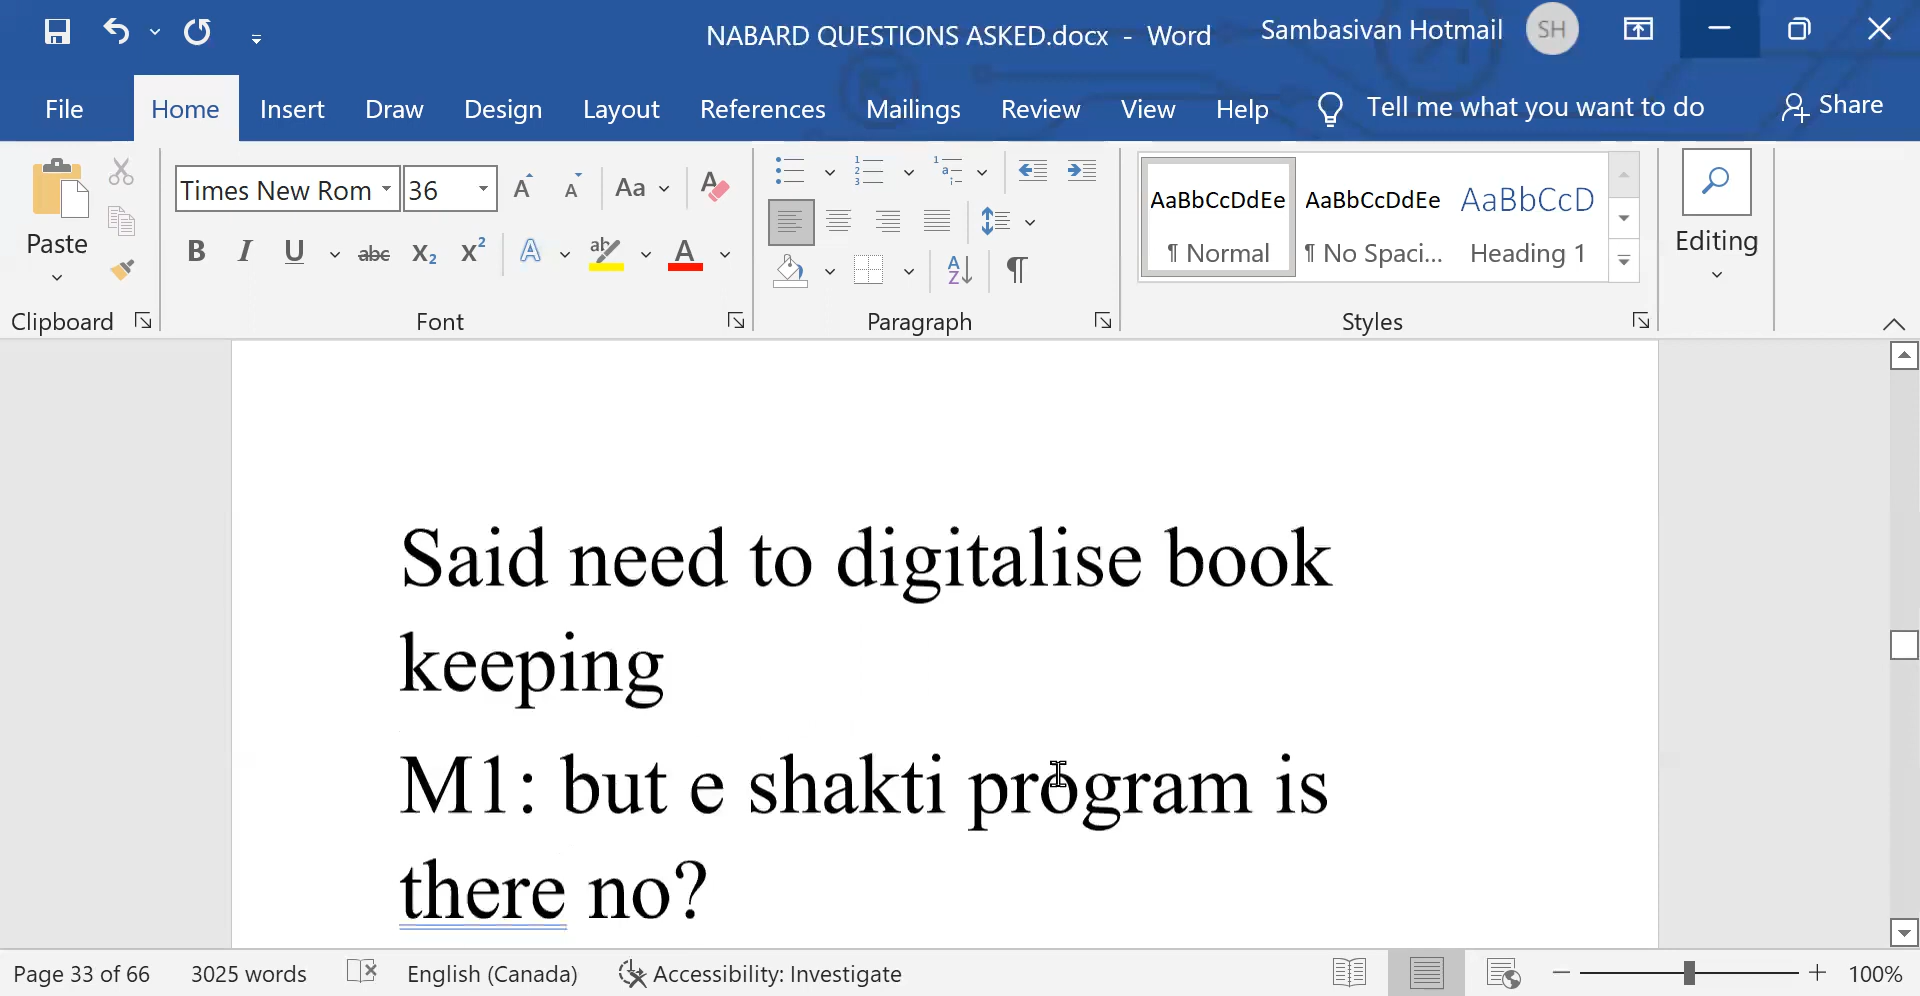 NABARD QUESTIONS ASKED.docx - Word
Sambasivan Hotmail
SH
File Home Insert Draw Design Layout References Mailings Review View Help Tell me what you want to do Share
Paste
Clipboard
Times New Rom 36
A A Aa A
B I U abc X₂ X² A ab A
Font
Paragraph
AaBbCcDdEe AaBbCcDdEe AaBbCcD
¶ Normal ¶ No Spaci... Heading 1
Styles
Editing
Said need to digitalise book
keeping
M1: but e shakti program is
there no?
Page 33 of 66 3025 words English (Canada) Accessibility: Investigate 100%